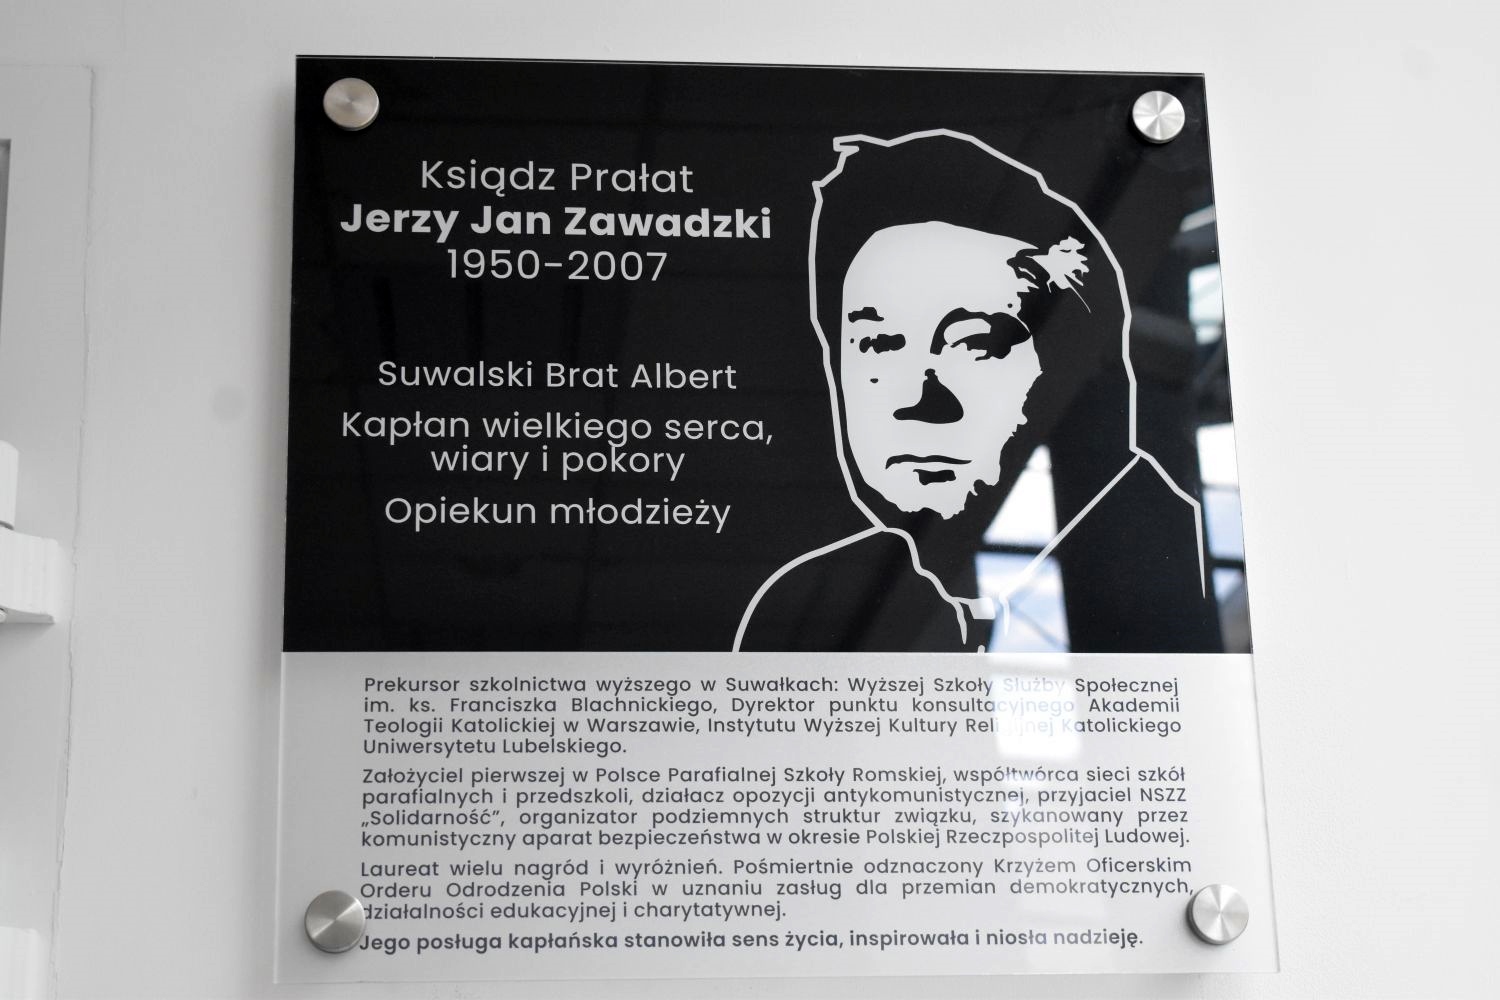 Ksiądz Prałat
Jerzy Jan Zawadzki
1950-2007
Suwalski Brat Albert
Kapłan wielkiego serca,
wiary i pokory
Opiekun młodzieży
Prekursor szkolnictwa wyższego w Suwałkach: Wyższej Szkoły Służby Społecznej
im. ks. Franciszka Blachnickiego, Dyrektor punktu konsultacyjnego Akademii
Teologii Katolickiej w Warszawie, Instytutu Wyższej Kultury Religijnej Katolickiego
Uniwersytetu Lubelskiego.
Założyciel pierwszej w Polsce Parafialnej Szkoły Romskiej, współtwórca sieci szkół
parafialnych i przedszkoli, działacz opozycji antykomunistycznej, przyjaciel NSZZ
„Solidarność”, organizator podziemnych struktur związku, szykanowany przez
komunistyczny aparat bezpieczeństwa w okresie Polskiej Rzeczpospolitej Ludowej.
Laureat wielu nagród i wyróżnień. Pośmiertnie odznaczony Krzyżem Oficerskim
Orderu Odrodzenia Polski w uznaniu zasług dla przemian demokratycznych,
działalności edukacyjnej i charytatywnej.
Jego posługa kapłańska stanowiła sens życia, inspirowała i niosła nadzieję.